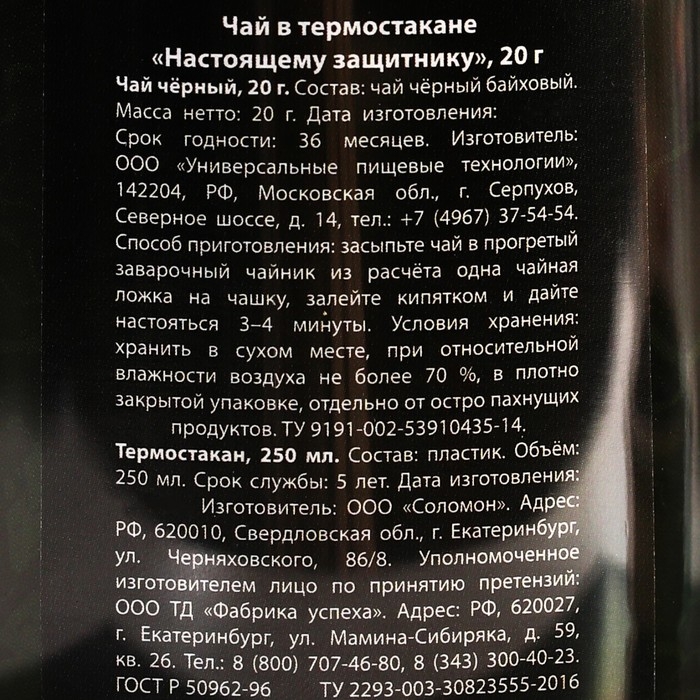 Чай в термостакане
«Настоящему защитнику», 20 г
Чай чёрный, 20 г. Состав: чай чёрный байховый.
Масса нетто: 20 г. Дата изготовления:
Срок годности: 36 месяцев. Изготовитель:
ООО «Универсальные пищевые технологии»,
142204, РФ, Московская обл., г. Серпухов,
Северное шоссе, д. 14, тел.: +7 (4967) 37-54-54.
Способ приготовления: засыпьте чай в прогретый
заварочный чайник из расчёта одна чайная
ложка на чашку, залейте кипятком и дайте
настояться 3–4 минуты. Условия хранения:
хранить в сухом месте, при относительной
влажности воздуха не более 70 %, в плотно
закрытой упаковке, отдельно от остро пахнущих
продуктов. ТУ 9191-002-53910435-14.
Термостакан, 250 мл. Состав: пластик. Объём:
250 мл. Срок службы: 5 лет. Дата изготовления:
Изготовитель: ООО «Соломон». Адрес:
РФ, 620010, Свердловская обл., г. Екатеринбург,
ул. Черняховского, 86/8. Уполномоченное
изготовителем лицо по принятию претензий:
ООО ТД «Фабрика успеха». Адрес: РФ, 620027,
г. Екатеринбург, ул. Мамина-Сибиряка, д. 59,
кв. 26. Тел.: 8 (800) 707-46-80, 8 (343) 300-40-23.
ГОСТ Р 50962-96 ТУ 2293-003-30823555-2016